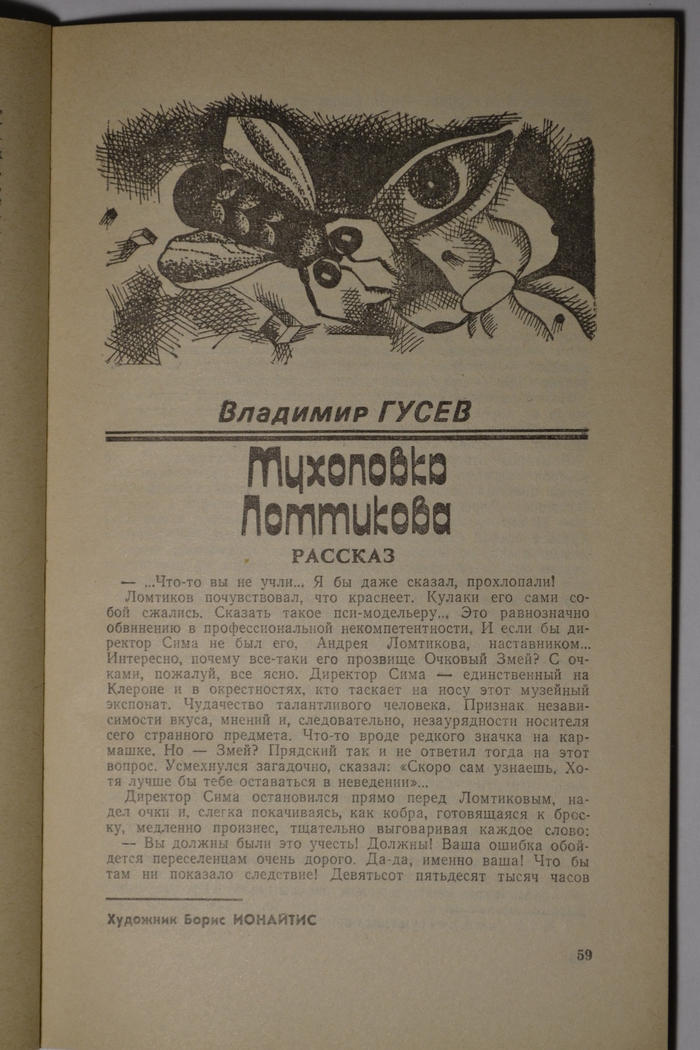 Владимир ГУСЕВ
Мухоловка
Ломтикова
РАССКАЗ
— ...Что-то вы не учли... Я бы даже сказал, прохлопали!
Ломтиков почувствовал, что краснеет. Кулаки его сами со-
бой сжались. Сказать такое пси-модельеру... Это равнозначно
обвинению в профессиональной некомпетентности. И если бы ди-
ректор Сима не был его, Андрея Ломтикова, наставником...
Интересно, почему все-таки его прозвище Очковый Змей? С оч-
ками, пожалуй, все ясно. Директор Сима — единственный на
Клероне и в окрестностях, кто таскает на носу этот музейный
экспонат. Чудачество талантливого человека. Признак незави-
симости вкуса, мнений и, следовательно, незаурядности носителя
сего странного предмета. Что-то вроде редкого значка на кар-
машке. Но — Змей? Прядский так и не ответил тогда на этот
вопрос. Усмехнулся загадочно, сказал: «Скоро сам узнаешь. Хо-
тя лучше бы тебе оставаться в неведении»...
Директор Сима остановился прямо перед Ломтиковым, на-
дел очки и, слегка покачиваясь, как кобра, готовящаяся к брос-
ку, медленно произнес, тщательно выговаривая каждое слово:
— Вы должны были это учесть! Должны! Ваша ошибка обой-
дется переселенцам очень дорого. Да-да, именно ваша! Что бы
там ни показало следствие! Девятьсот пятьдесят тысяч часов
Художник Борис ИОНАЙТИС
59